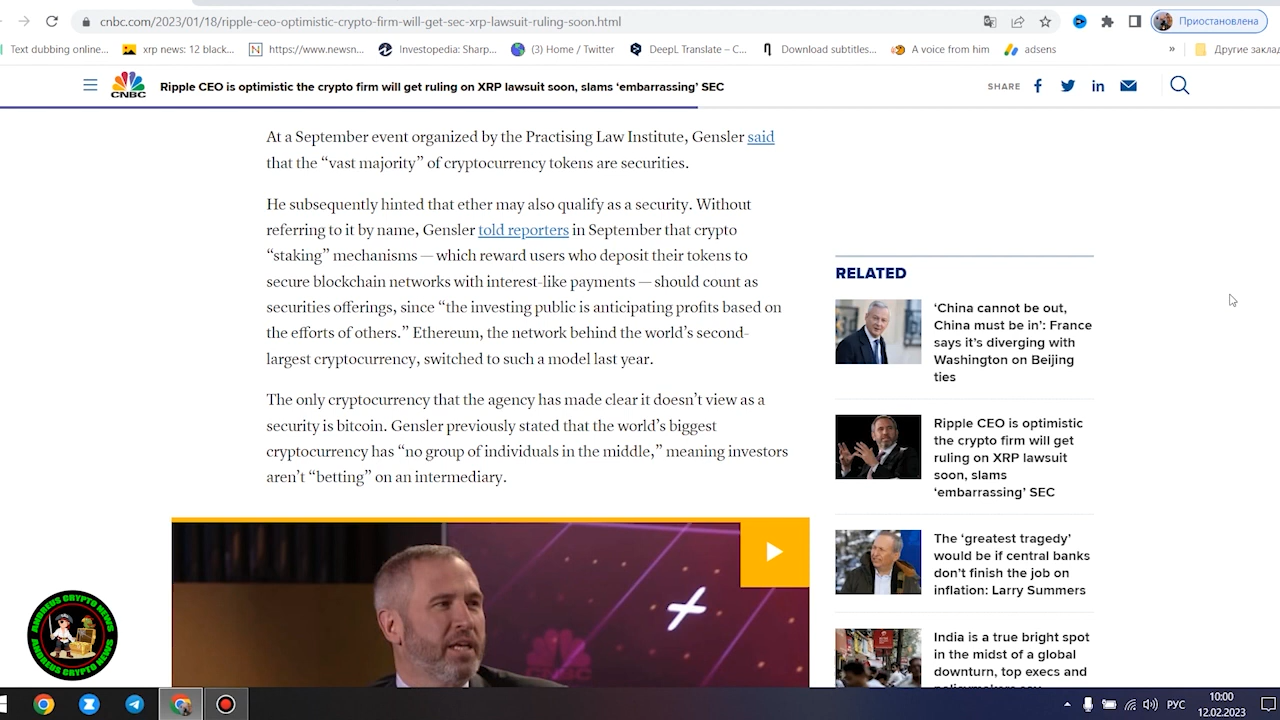 cnbc.com/2023/01/18/ripple-ceo-optimistic-crypto-firm-will-get-sec-xrp-lawsuit-ruling-soon.html
Приостановлена
Text dubbing online...
xrp news: 12 black...
https://www.newsn...
Investopedia: Sharp...
(3) Home / Twitter
DeepL Translate – C...
Download subtitles...
A voice from him
adsens
»
Другие закла
CNBC
Ripple CEO is optimistic the crypto firm will get ruling on XRP lawsuit soon, slams ‘embarrassing’ SEC
SHARE
At a September event organized by the Practising Law Institute, Gensler said
that the “vast majority” of cryptocurrency tokens are securities.
He subsequently hinted that ether may also qualify as a security. Without
referring to it by name, Gensler told reporters in September that crypto
“staking” mechanisms — which reward users who deposit their tokens to
secure blockchain networks with interest-like payments — should count as
securities offerings, since “the investing public is anticipating profits based on
the efforts of others.” Ethereum, the network behind the world’s second-
largest cryptocurrency, switched to such a model last year.
The only cryptocurrency that the agency has made clear it doesn’t view as a
security is bitcoin. Gensler previously stated that the world’s biggest
cryptocurrency has “no group of individuals in the middle,” meaning investors
aren’t “betting” on an intermediary.
RELATED
‘China cannot be out,
China must be in’: France
says it’s diverging with
Washington on Beijing
ties
Ripple CEO is optimistic
the crypto firm will get
ruling on XRP lawsuit
soon, slams
‘embarrassing’ SEC
The ‘greatest tragedy’
would be if central banks
don’t finish the job on
inflation: Larry Summers
India is a true bright spot
in the midst of a global
downturn, top execs and
ANDREUS CRYPTO NEWS
ANDREUS CRYPTO NEWS
РУС
10:00
12.02.2023